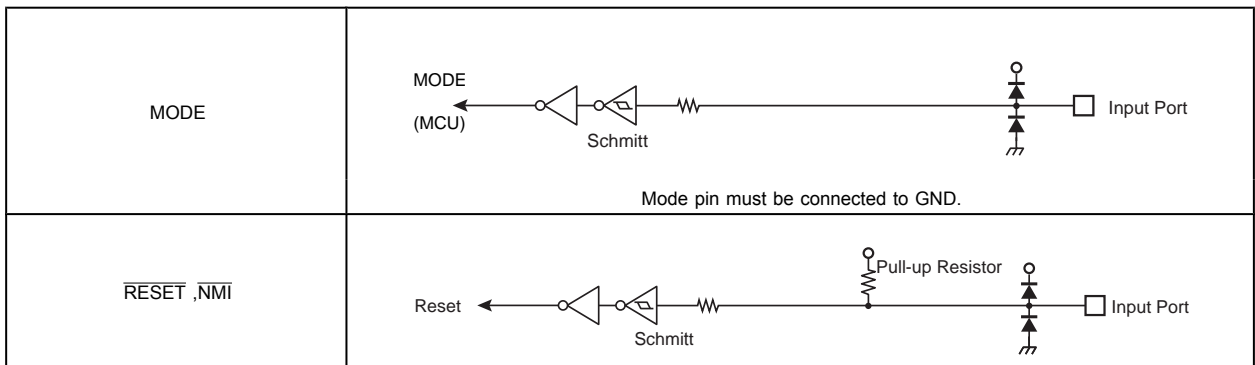 MODE
MODE
(MCU)
Schmitt
Input Port
Mode pin must be connected to GND.
RESET ,NMI
Reset
Schmitt
Pull-up Resistor
Input Port